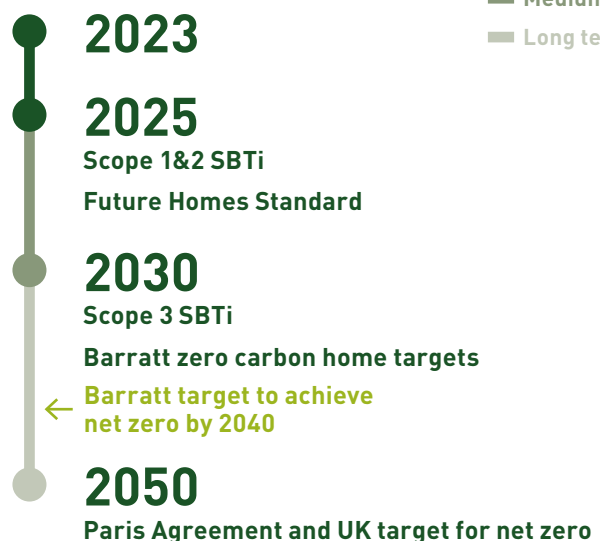 2023
Long
2025
Scope 1&2 SBTi
Future Homes Standard
2030
Scope 3 SBTi
Barratt zero carbon home targets
Barratt target to achieve
net zero by 2040
2050
Paris Agreement and UK target for net zero